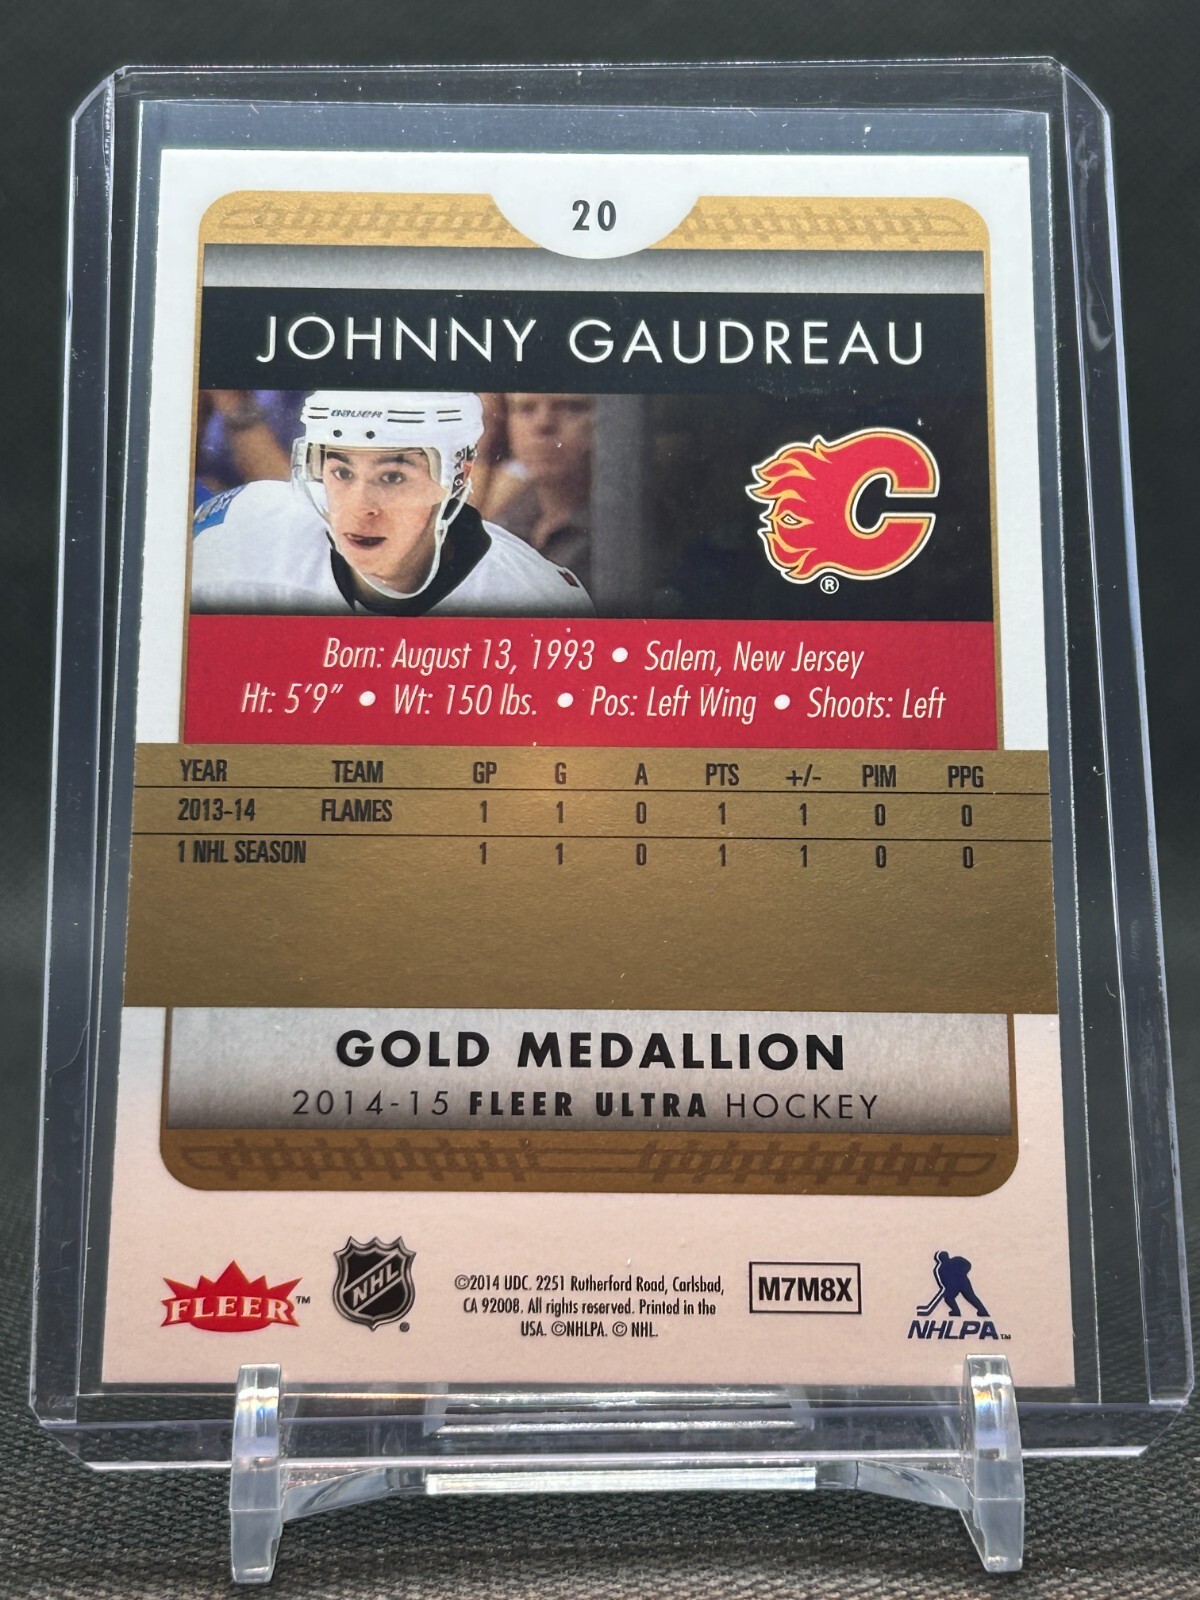 20
JOHNNY GAUDREAU
BAUER
C
®
Born: August 13, 1993 • Salem, New Jersey
Ht: 5'9" • Wt: 150 lbs. • Pos: Left Wing • Shoots: Left
YEAR TEAM GP G A PTS +/- PIM PPG
2013-14 FLAMES 1 1 0 1 1 0 0
1 NHL SEASON 1 1 0 1 1 0 0
GOLD MEDALLION
2014-15 FLEER ULTRA HOCKEY
FLEER™
NHL
®
©2014 UDC. 2251 Rutherford Road, Carlsbad,
CA 92008. All rights reserved. Printed in the
USA. ©NHLPA. © NHL.
M7M8X
NHLPA™